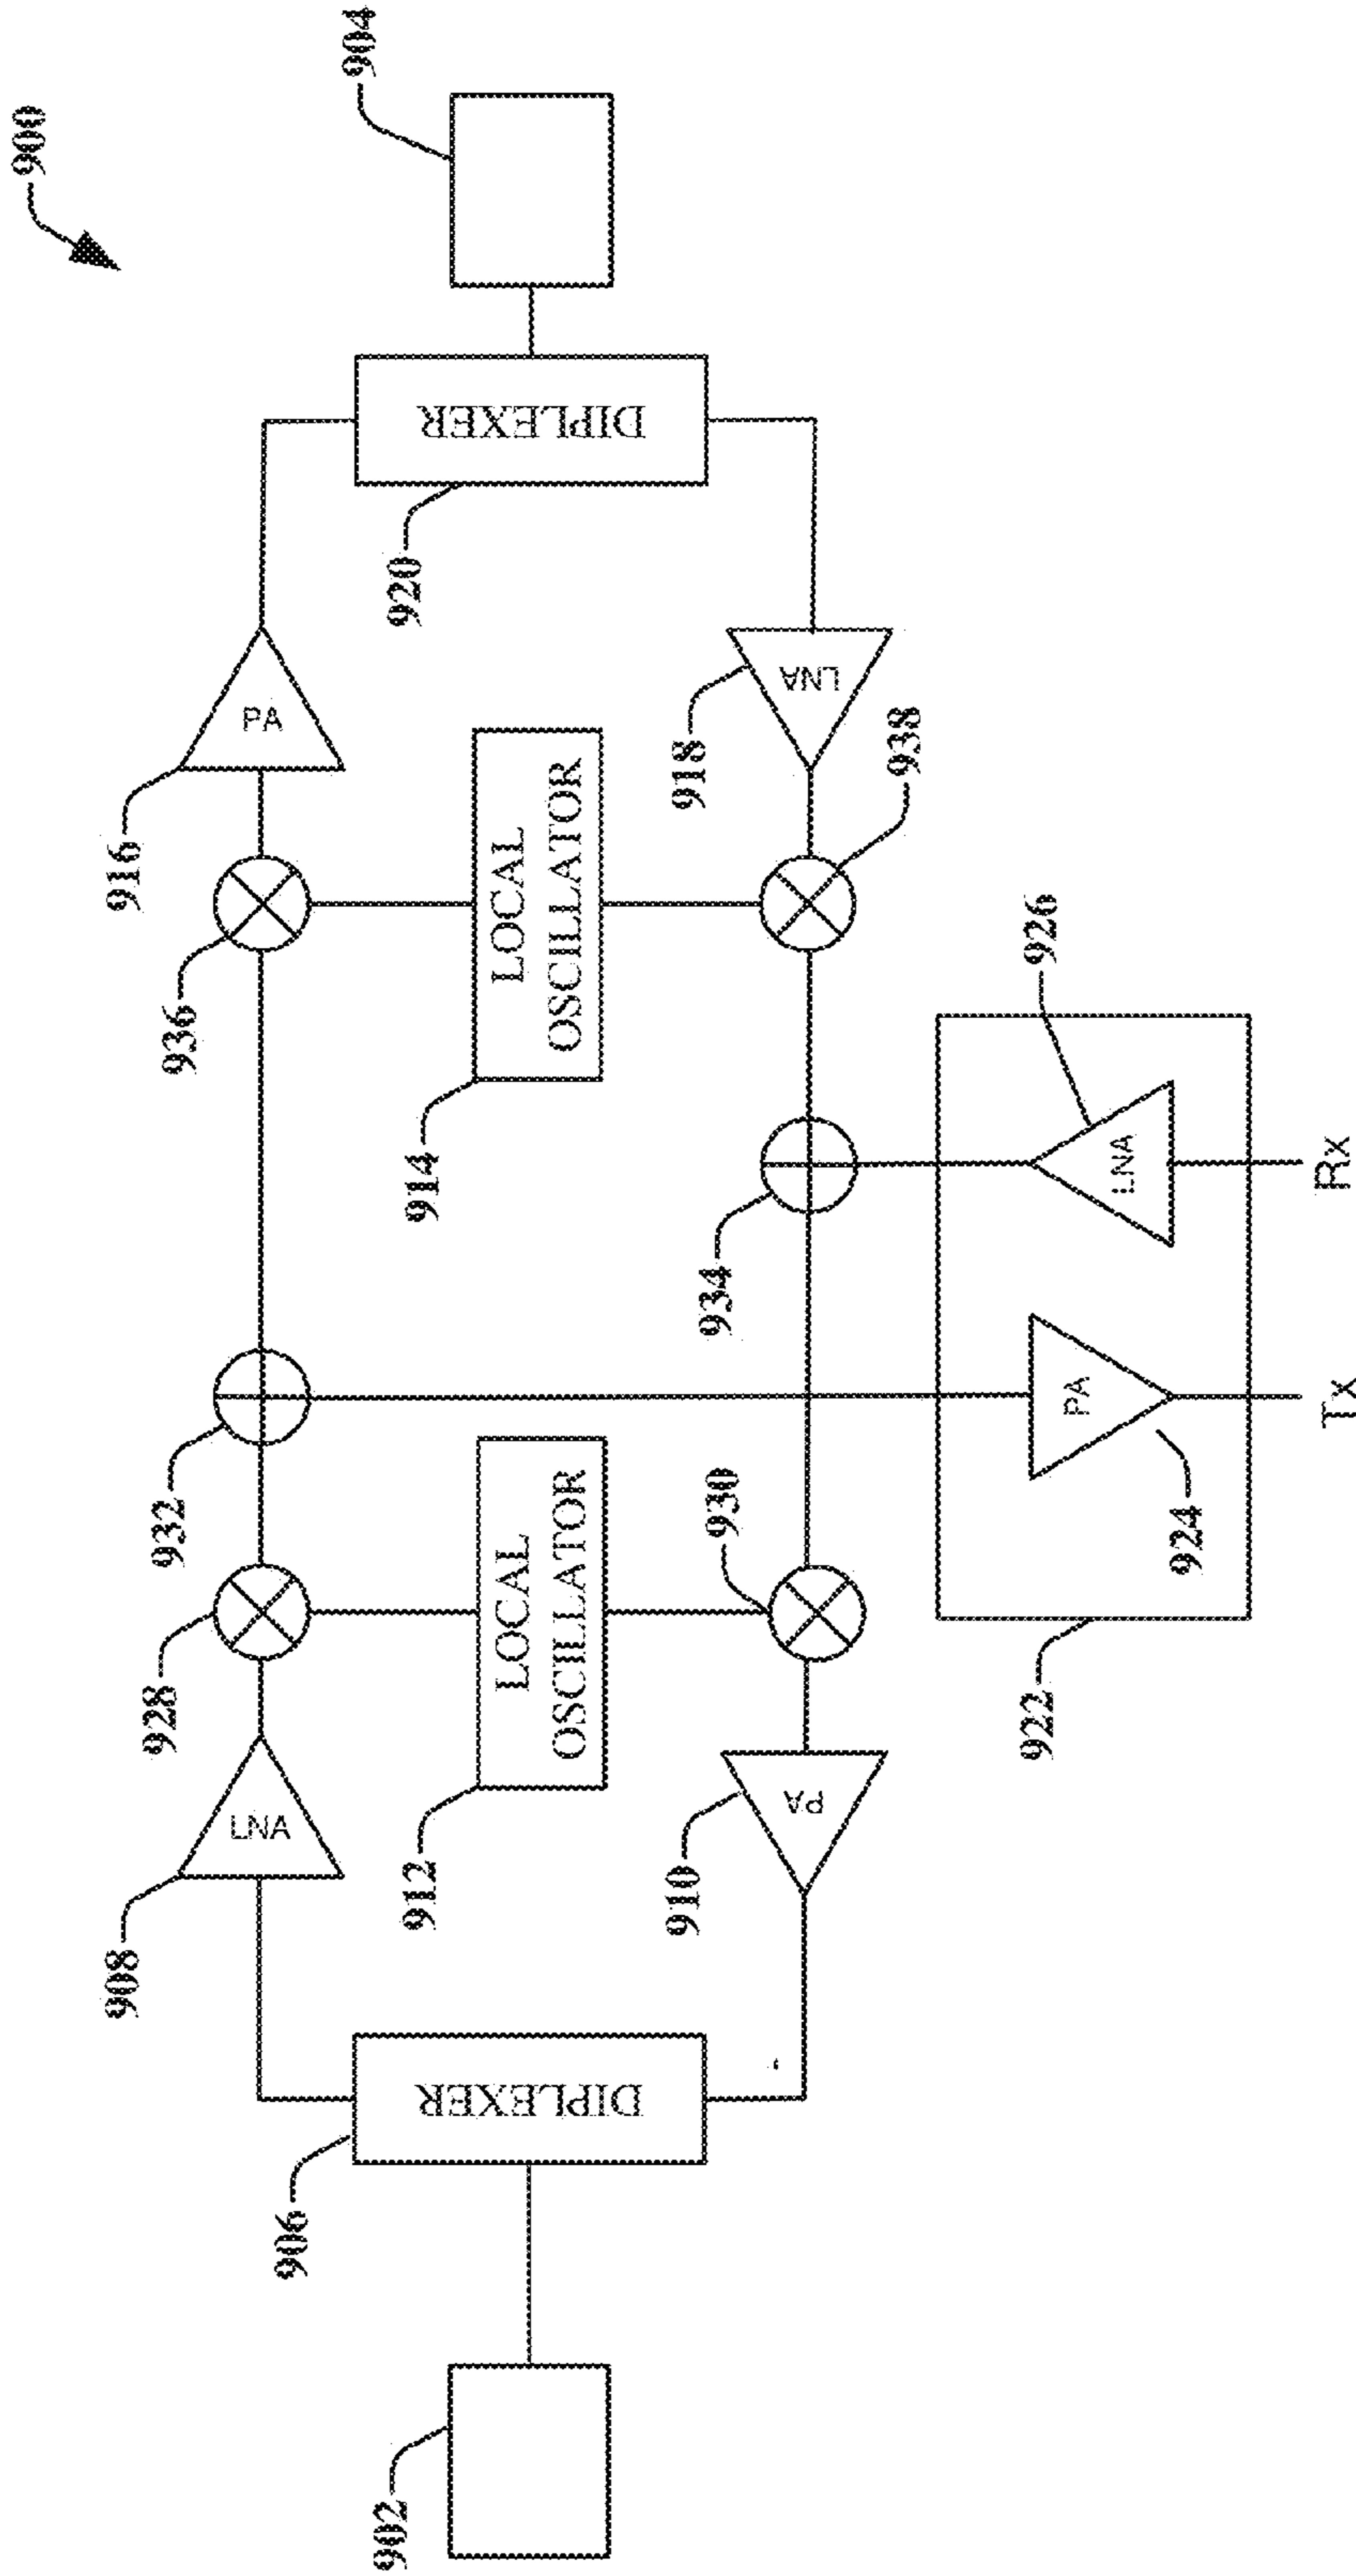 900
904
916
PA
936
920
DIPLEXER
914
LOCAL
OSCILLATOR
918
LNA
938
926
LNA
Rx
934
932
928
908
LNA
912
LOCAL
OSCILLATOR
930
PA
924
Tx
922
910
PA
906
DIPLEXER
902